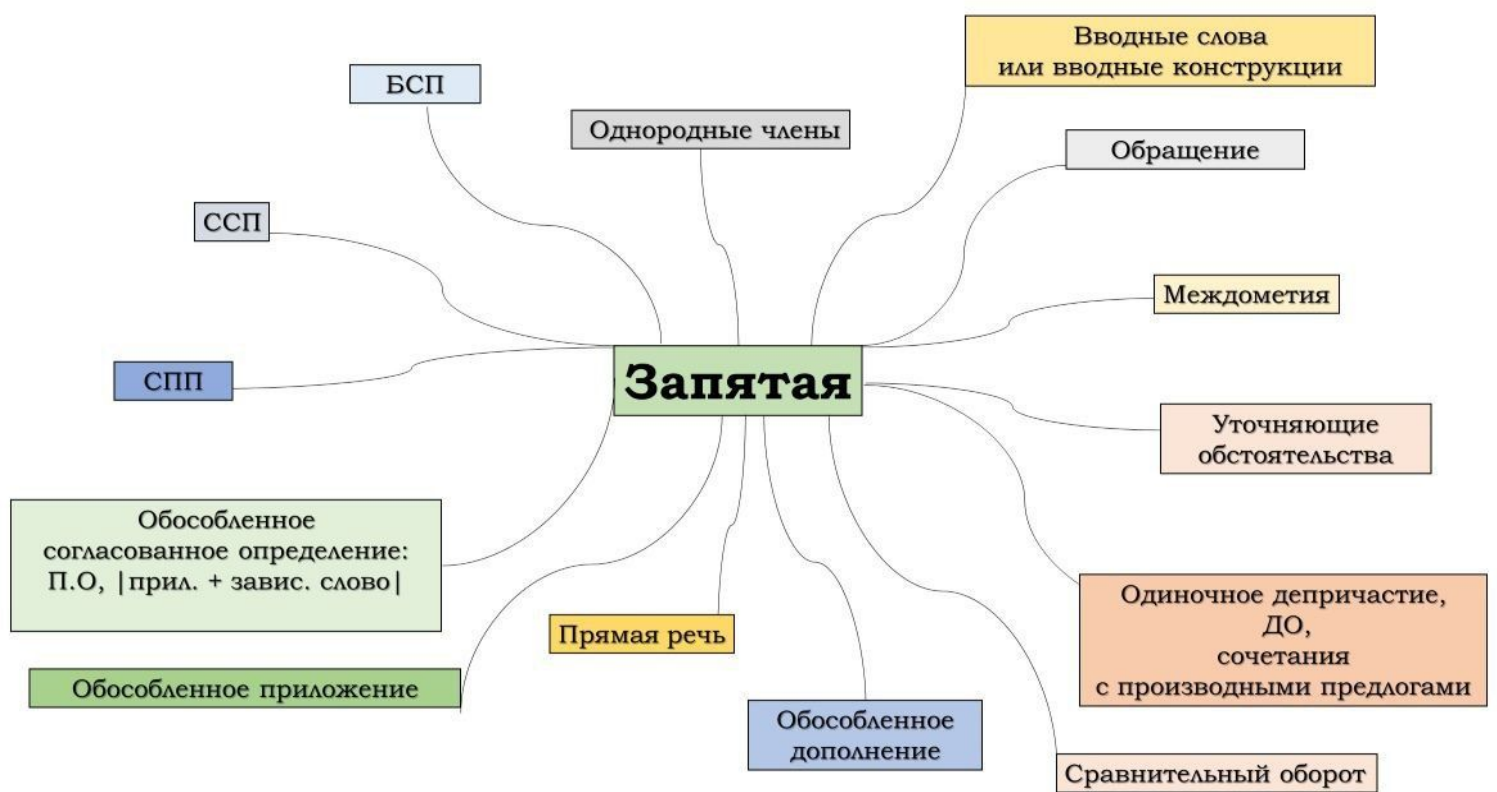 Вводные слова
или вводные конструкции
БСП
Однородные члены
Обращение
ССП
Междометия
СПП
Запятая
Уточняющие
обстоятельства
Обособленное
согласованное определение:
П.О, |прил. + завис. слово|
Одиночное депричастие,
ДО,
сочетания
с производными предлогами
Прямая речь
Обособленное приложение
Обособленное
дополнение
Сравнительный оборот